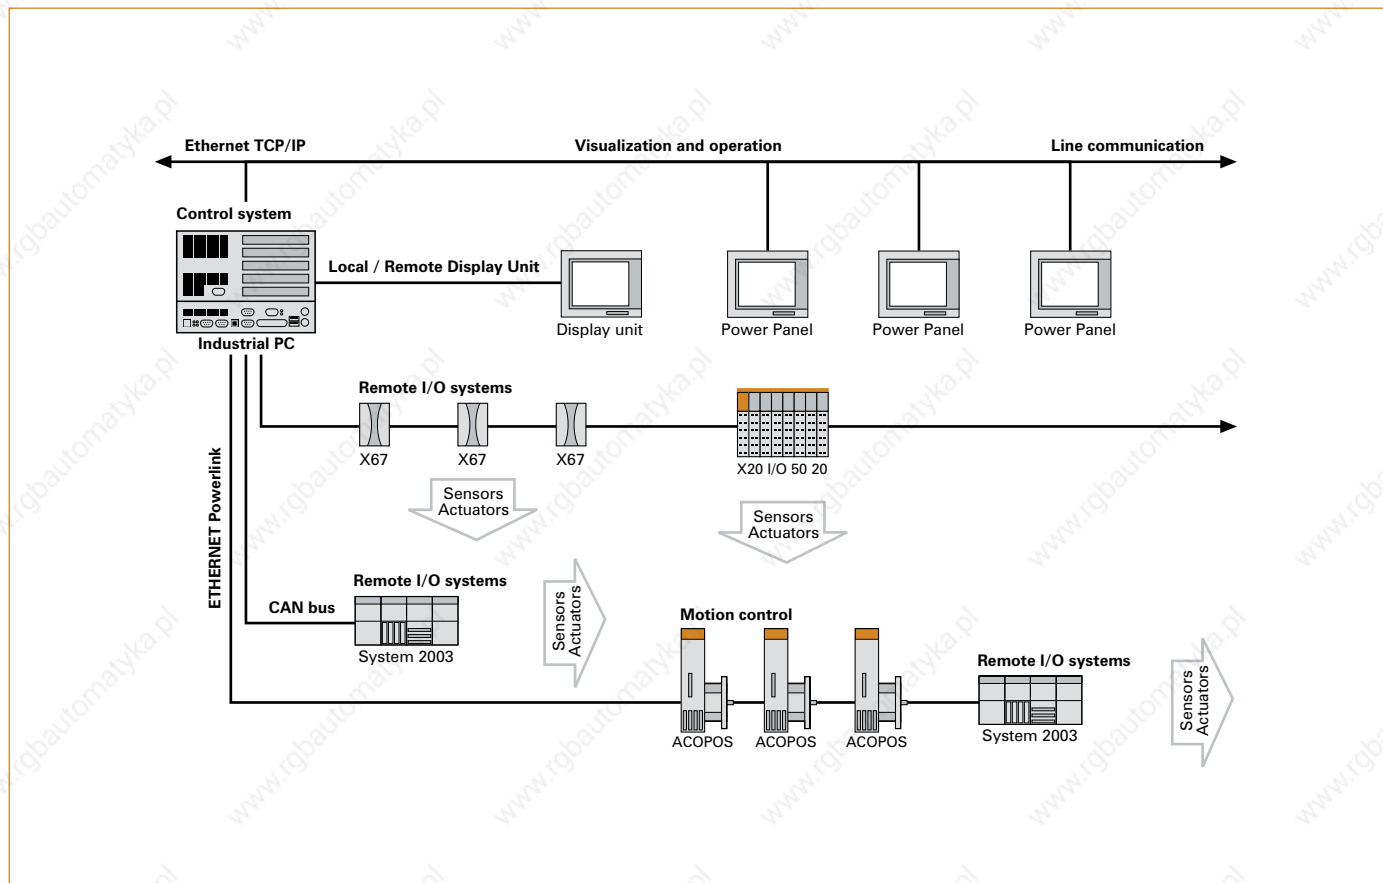 Ethernet TCP/IP
Visualization and operation
Line communication
Control system
Local / Remote Display Unit
Display unit
Power Panel
Power Panel
Power Panel
Industrial PC
Remote I/O systems
X67
X67
X67
X20 I/O 50 20
Sensors
Actuators
Sensors
Actuators
ETHERNET Powerlink
CAN bus
Remote I/O systems
System 2003
Sensors
Actuators
Motion control
ACOPOS
ACOPOS
ACOPOS
Remote I/O systems
System 2003
Sensors
Actuators
www.rgbautomatyka.pl